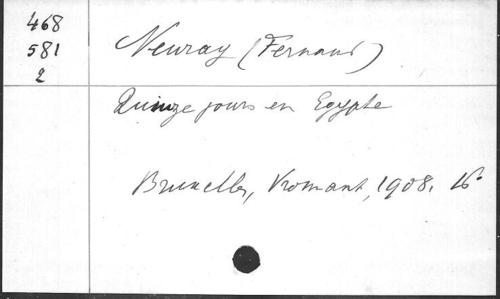 468
581
2
Neuray (Fernand)
Quinze jours en Egypte
Bruxelles, Vromant, 1908. 16°